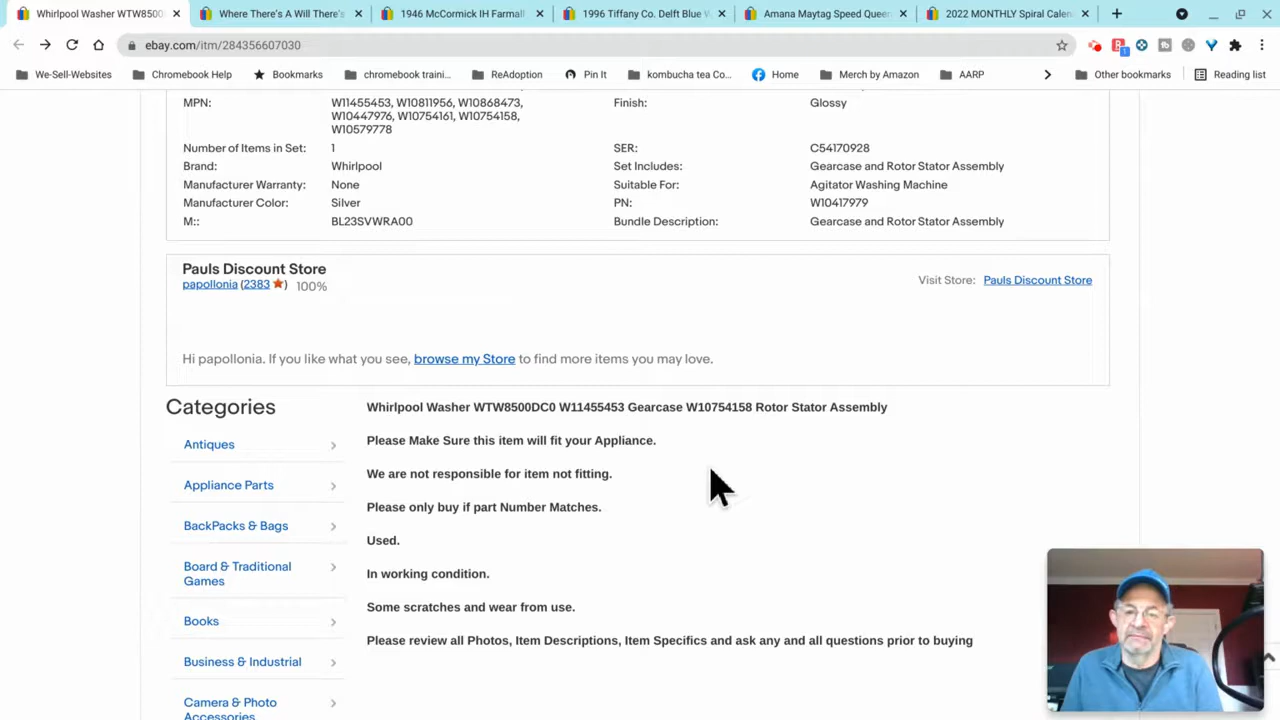 Whirlpool Washer WTW8500
Where There's A Will There's
1946 McCormick IH Farmall
1996 Tiffany Co. Delft Blue
Amana Maytag Speed Queen
2022 MONTHLY Spiral Calen
ebay.com/itm/284356607030
1
We-Sell-Websites
Chromebook Help
Bookmarks
chromebook traini...
ReAdoption
Pin It
kombucha tea Co...
Home
Merch by Amazon
AARP
Other bookmarks
Reading list
MPN: W11455453, W10811956, W10868473, Finish: Glossy
W10447976, W10754161, W10754158,
W10579778
Number of Items in Set: 1 SER: C54170928
Brand: Whirlpool Set Includes: Gearcase and Rotor Stator Assembly
Manufacturer Warranty: None Suitable For: Agitator Washing Machine
Manufacturer Color: Silver PN: W10417979
M:: BL23SVWRA00 Bundle Description: Gearcase and Rotor Stator Assembly
Pauls Discount Store
papollonia (2383 ★) 100%
Visit Store: Pauls Discount Store
Hi papollonia. If you like what you see, browse my Store to find more items you may love.
Categories
Antiques
Appliance Parts
BackPacks & Bags
Board & Traditional
Games
Books
Business & Industrial
Camera & Photo
Accessories
Whirlpool Washer WTW8500DC0 W11455453 Gearcase W10754158 Rotor Stator Assembly
Please Make Sure this item will fit your Appliance.
We are not responsible for item not fitting.
Please only buy if part Number Matches.
Used.
In working condition.
Some scratches and wear from use.
Please review all Photos, Item Descriptions, Item Specifics and ask any and all questions prior to buying